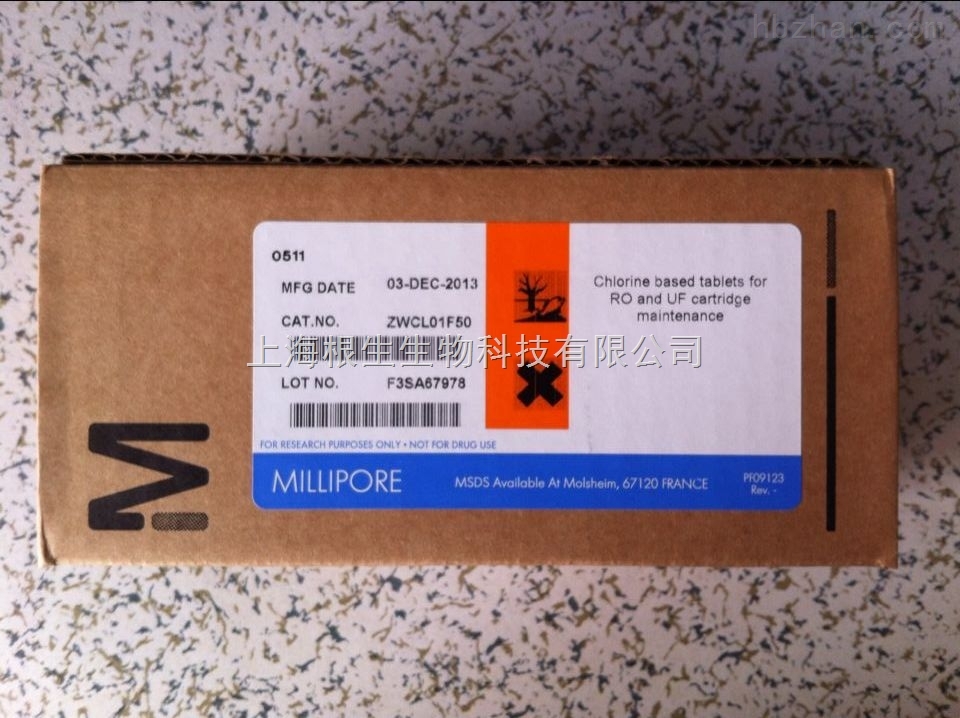 hbzhan.com
0511
MFG DATE 03-DEC-2013
CAT.NO. ZWCL01F50
上海根生生物科技有限公司
LOT NO. F3SA67978
Chlorine based tablets for
RO and UF cartridge
maintenance
FOR RESEARCH PURPOSES ONLY • NOT FOR DRUG USE
MILLIPORE
MSDS Available At Molsheim, 67120 FRANCE
PF09123
Rev. -
M